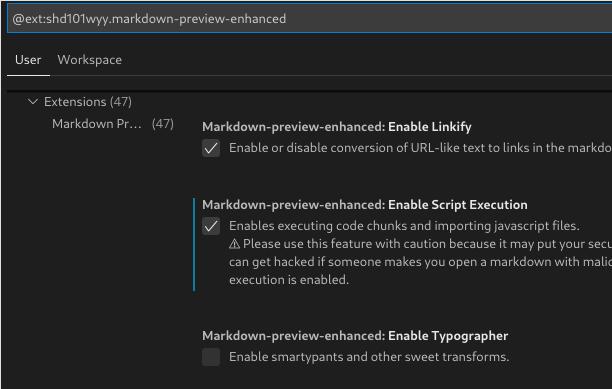 @ext:shd101wyy.markdown-preview-enhanced
User Workspace
Extensions (47)
Markdown Pr... (47)
Markdown-preview-enhanced: Enable Linkify
Enable or disable conversion of URL-like text to links in the markdo
Markdown-preview-enhanced: Enable Script Execution
Enables executing code chunks and importing javascript files.
⚠ Please use this feature with caution because it may put your secu
can get hacked if someone makes you open a markdown with malic
execution is enabled.
Markdown-preview-enhanced: Enable Typographer
Enable smartypants and other sweet transforms.